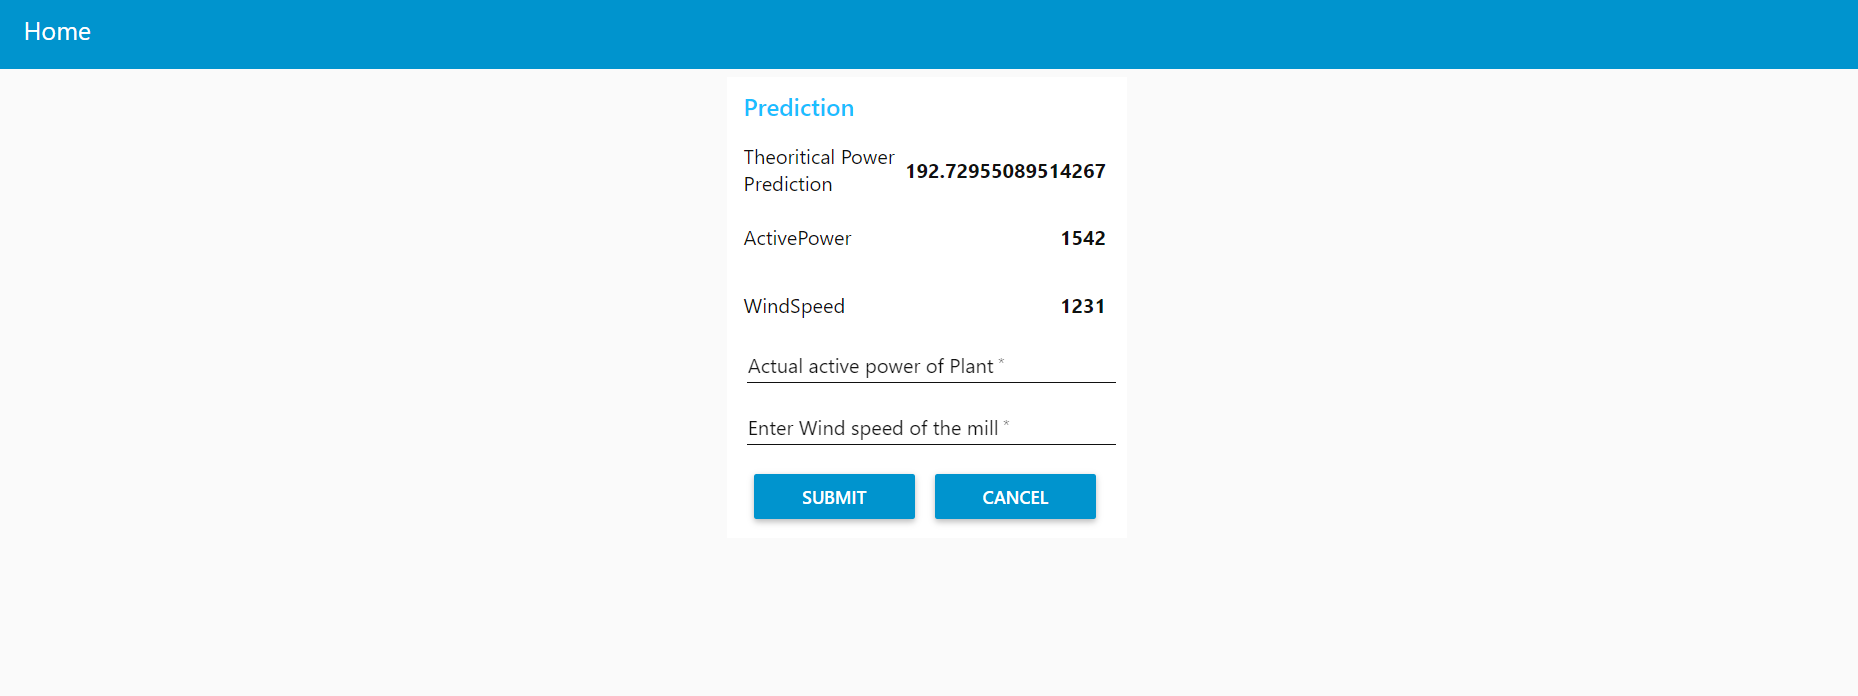 Home
Prediction
Theoritical Power
Prediction
192.72955089514267
ActivePower 1542
WindSpeed 1231
Actual active power of Plant *
Enter Wind speed of the mill *
SUBMIT CANCEL